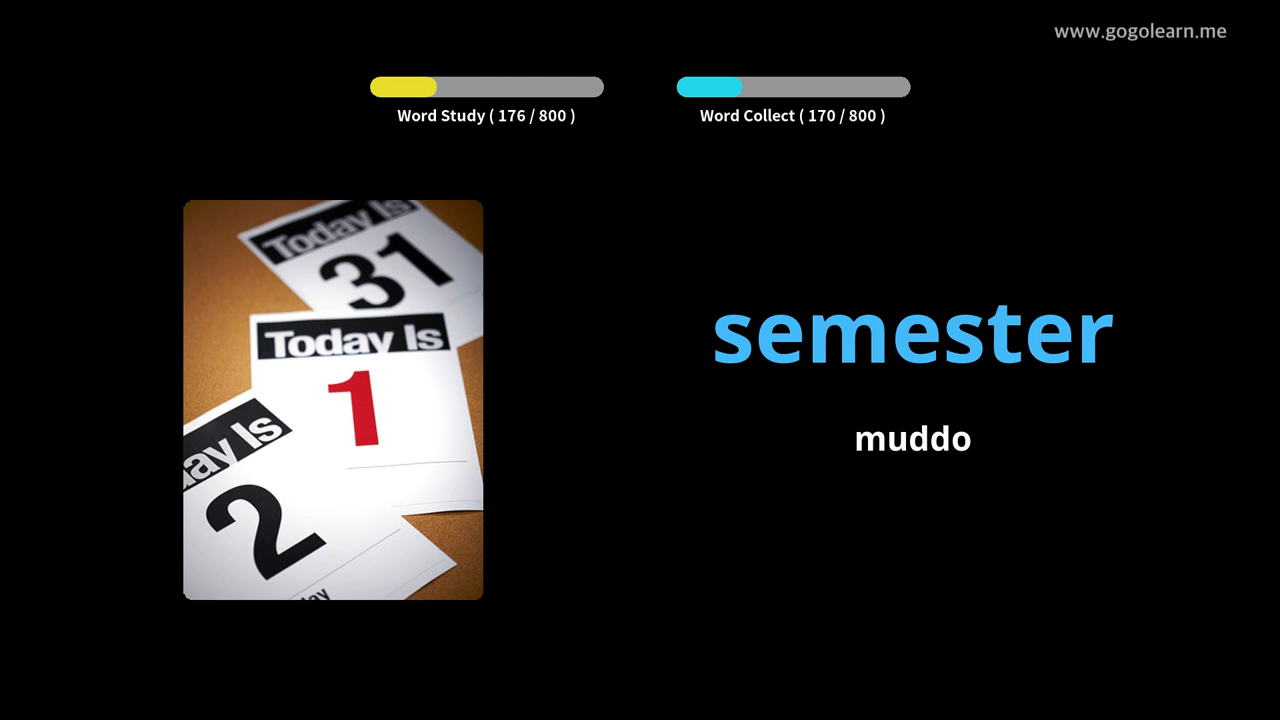 www.gogolearn.me
Word Study ( 176 / 800 )
Word Collect ( 170 / 800 )
Today Is
31
Today Is
1
ay Is
2
semester
muddo